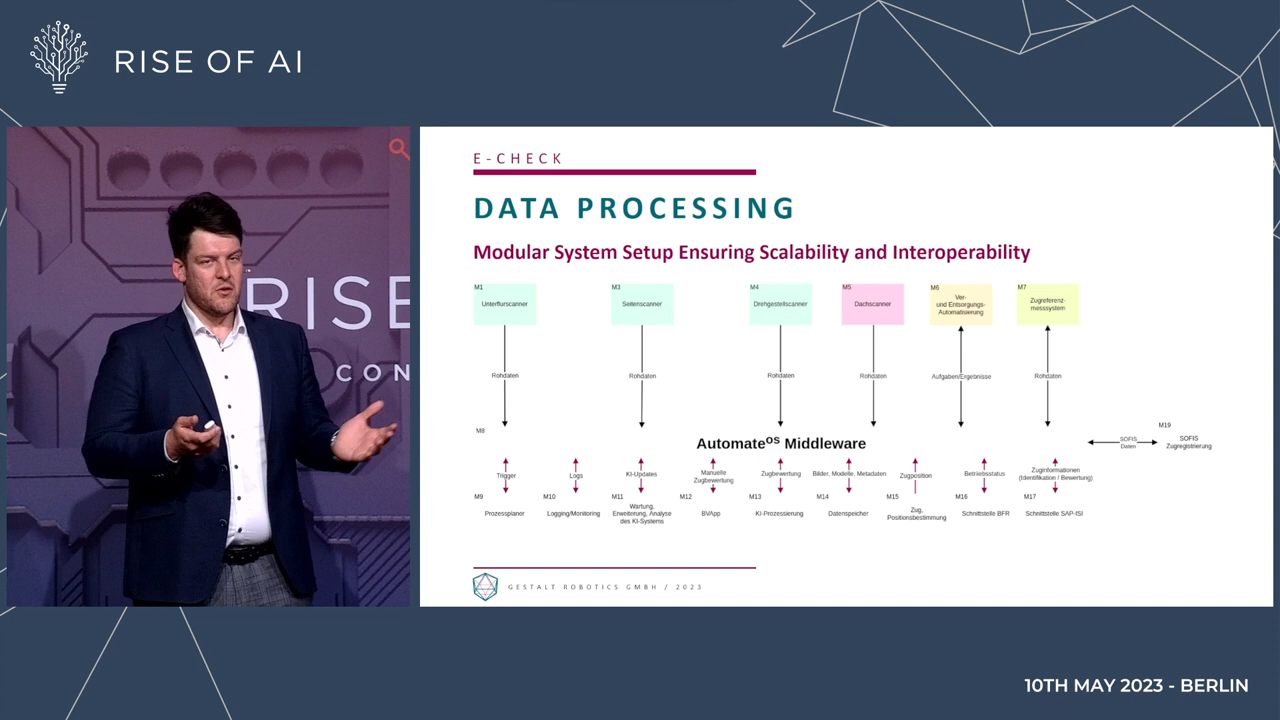 RISE OF AI
RISE
CON
E-CHECK
DATA PROCESSING
Modular System Setup Ensuring Scalability and Interoperability
M1
Unterflurscanner
M3
Seitenscanner
M4
Drehgestellscanner
M5
Dachscanner
M6
Ver-
und Entsorgungs-
Automatisierung
M7
Zugreferenz-
messsystem
Rohdaten
Rohdaten
Rohdaten
Rohdaten
Aufgaben/Ergebnisse
Rohdaten
M8
Automateos Middleware
SOFIS
Daten
M19
SOFIS
Zugregistrierung
Trigger
Logs
KI-Updates
Manuelle
Zugbewertung
Zugbewertung
Bilder, Modelle, Metadaten
Zugposition
Betriebsstatus
Zuginformationen
(Identifikation / Bewertung)
M9
Prozessplaner
M10
Logging/Monitoring
M11
Wartung,
Erweiterung, Analyse
des KI-Systems
M12
BVApp
M13
KI-Prozessierung
M14
Datenspeicher
M15
Zug,
Positionsbestimmung
M16
Schnittstelle BFR
M17
Schnittstelle SAP-ISI
GESTALT ROBOTICS GMBH / 2023
10TH MAY 2023 - BERLIN